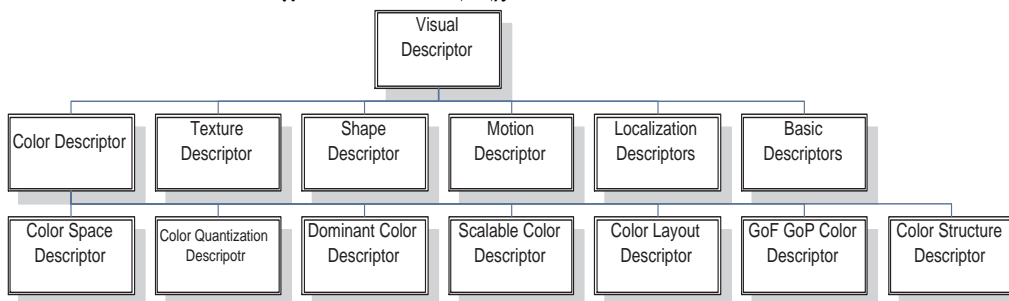 Visual
Descriptor
Color Descriptor
Texture
Descriptor
Shape
Descriptor
Motion
Descriptor
Localization
Descriptors
Basic
Descriptors
Color Space
Descriptor
Color Quantization
Descripotr
Dominant Color
Descriptor
Scalable Color
Descriptor
Color Layout
Descriptor
GoF GoP Color
Descriptor
Color Structure
Descriptor